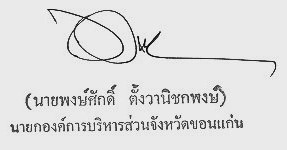 (นายพงษ์ศักดิ์ ตั้งวานิชกพงษ์)
นายกองค์การบริหารส่วนจังหวัดขอนแก่น